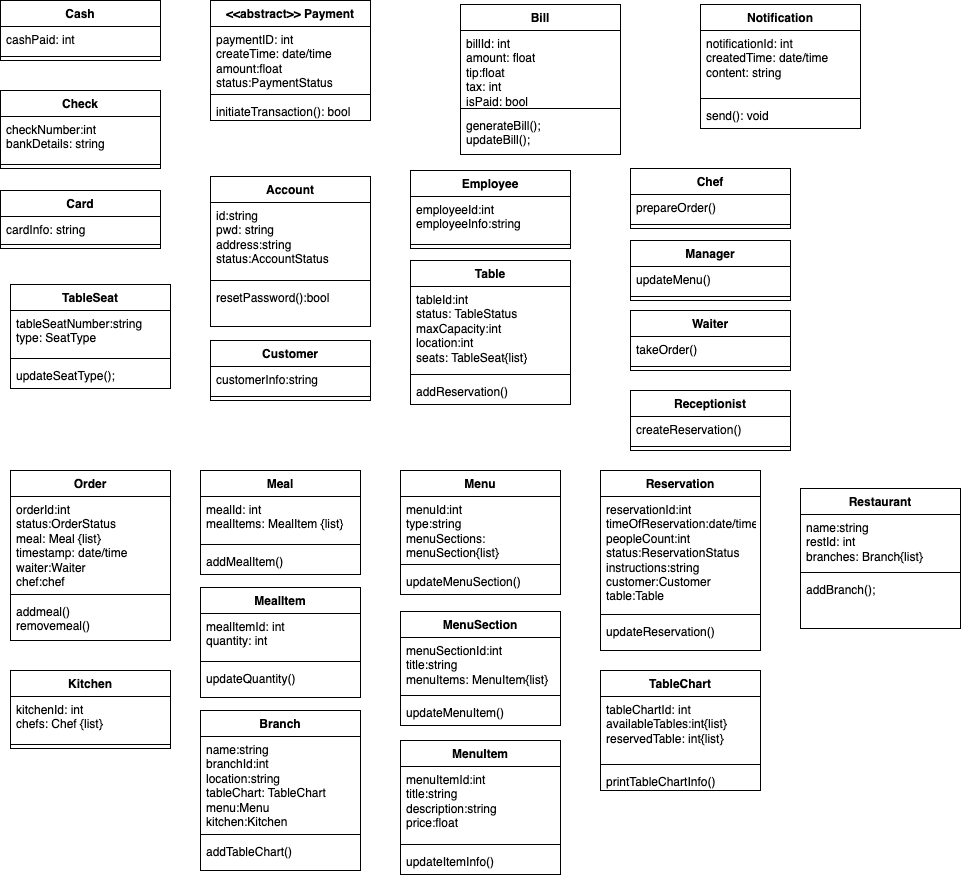 Cash
cashPaid: int
<<abstract>> Payment
paymentID: int
createTime: date/time
amount:float
status:PaymentStatus
initiateTransaction(): bool
Bill
billId: int
amount: float
tip:float
tax: int
isPaid: bool
generateBill();
updateBill();
Notification
notificationId: int
createdTime: date/time
content: string
send(): void
Check
checkNumber:int
bankDetails: string
Card
cardInfo: string
Account
id:string
pwd: string
address:string
status:AccountStatus
resetPassword():bool
Employee
employeeId:int
employeeInfo:string
Chef
prepareOrder()
Manager
updateMenu()
TableSeat
tableSeatNumber:string
type: SeatType
updateSeatType();
Customer
customerInfo:string
Table
tableId:int
status: TableStatus
maxCapacity:int
location:int
seats: TableSeat{list}
addReservation()
Waiter
takeOrder()
Receptionist
createReservation()
Order
orderId:int
status:OrderStatus
meal: Meal {list}
timestamp: date/time
waiter:Waiter
chef:chef
addmeal()
removemeal()
Meal
mealId: int
mealItems: MealItem {list}
addMealItem()
Menu
menuId:int
type:string
menuSections:
menuSection{list}
updateMenuSection()
Reservation
reservationId:int
timeOfReservation:date/time
peopleCount:int
status:ReservationStatus
instructions:string
customer:Customer
table:Table
updateReservation()
Restaurant
name:string
restId: int
branches: Branch{list}
addBranch();
MealItem
mealItemId: int
quantity: int
updateQuantity()
MenuSection
menuSectionId:int
title:string
menuItems: MenuItem{list}
updateMenuItem()
Kitchen
kitchenId: int
chefs: Chef {list}
Branch
name:string
branchId:int
location:string
tableChart: TableChart
menu:Menu
kitchen:Kitchen
addTableChart()
MenuItem
menuItemId:int
title:string
description:string
price:float
updateItemInfo()
TableChart
tableChartId: int
availableTables:int{list}
reservedTable: int{list}
printTableChartInfo()